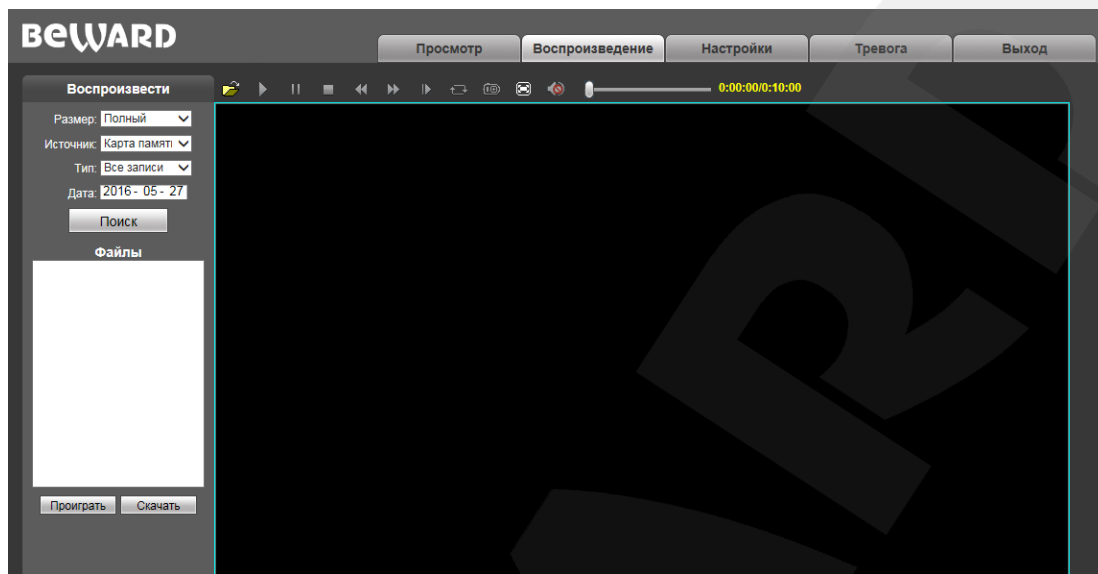 BEWARD
Просмотр Воспроизведение Настройки Тревога Выход
Воспроизвести
0:00:00/0:10:00
Размер: Полный
Источник: Карта памяти
Тип: Все записи
Дата: 2016 - 05 - 27
Поиск
Файлы
Проиграть Скачать